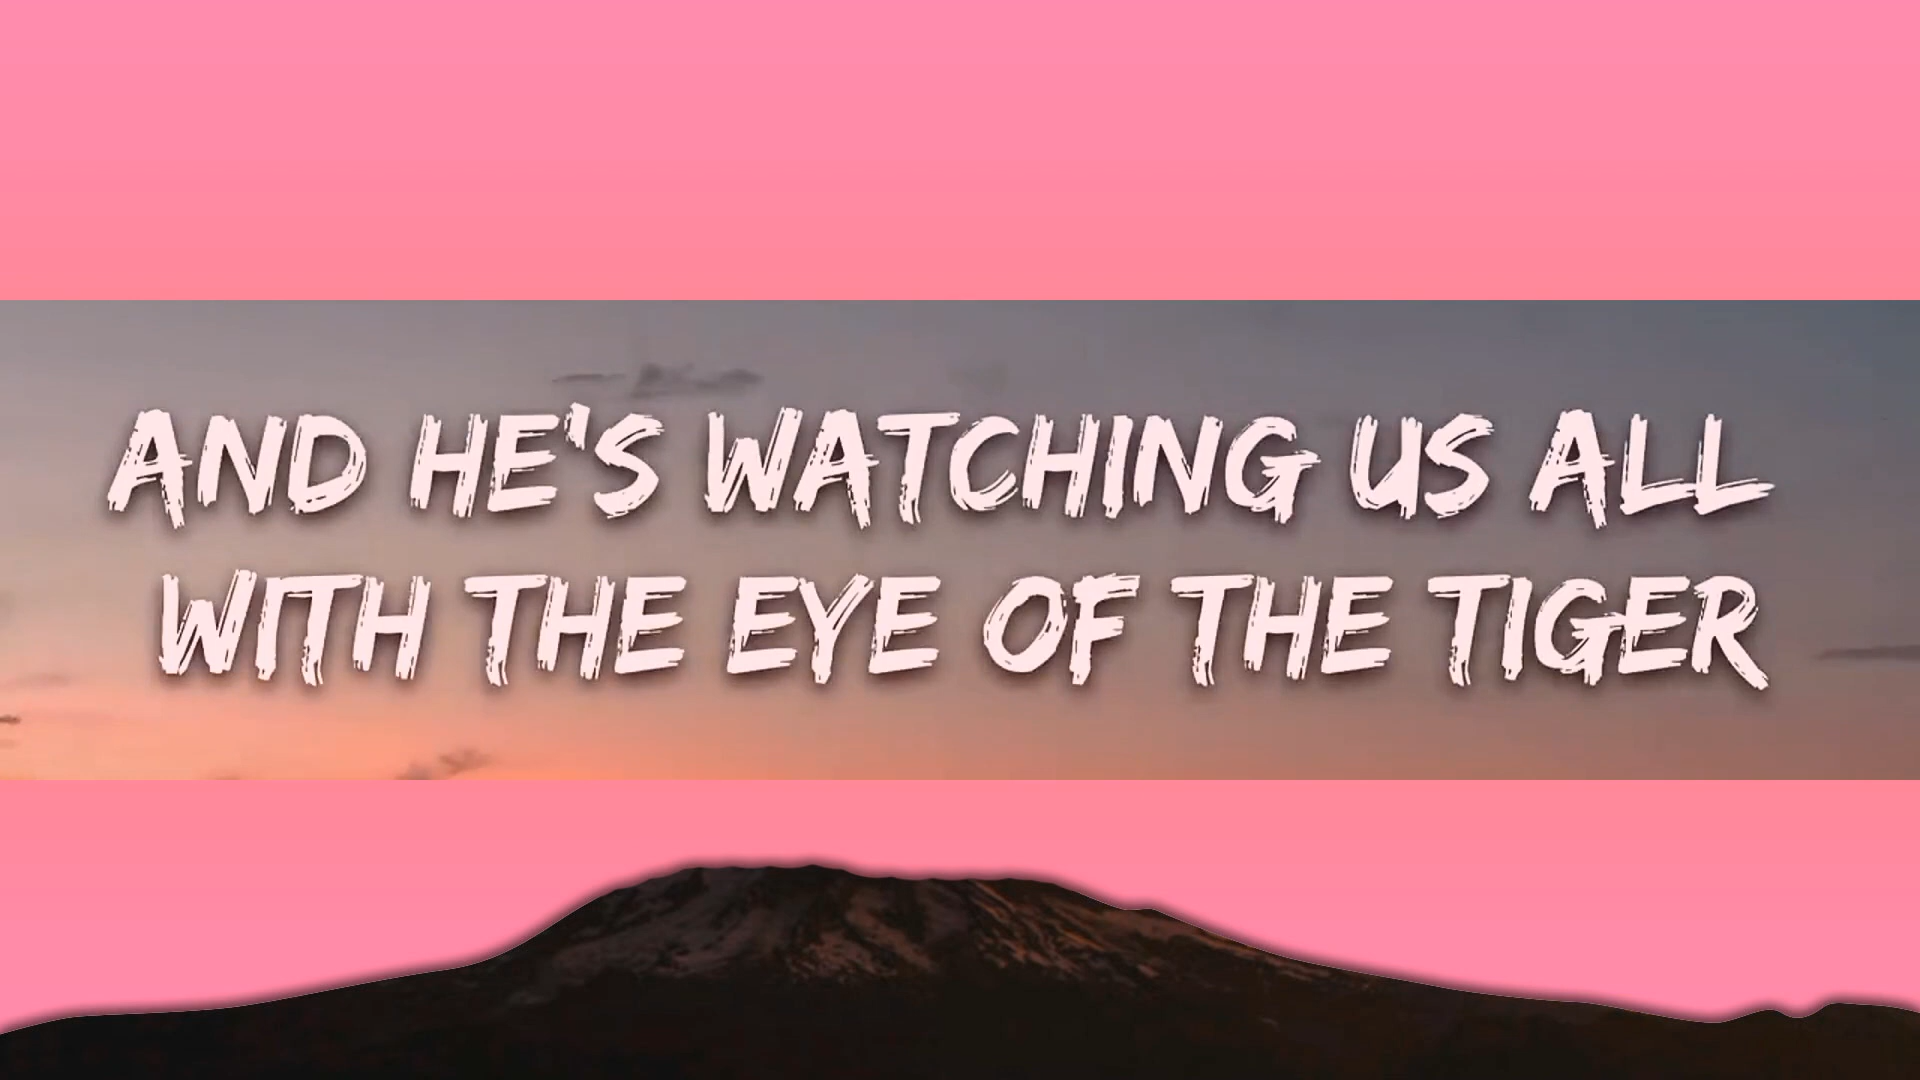 AND HE'S WATCHING US ALL
WITH THE EYE OF THE TIGER